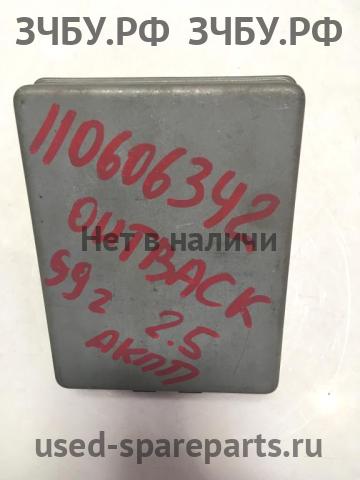 ЗЧБУ.РФ ЗЧБУ.РФ
110606342
OUTBACK
Нет в наличи
99г 2.5
АКПП
used-spareparts.ru